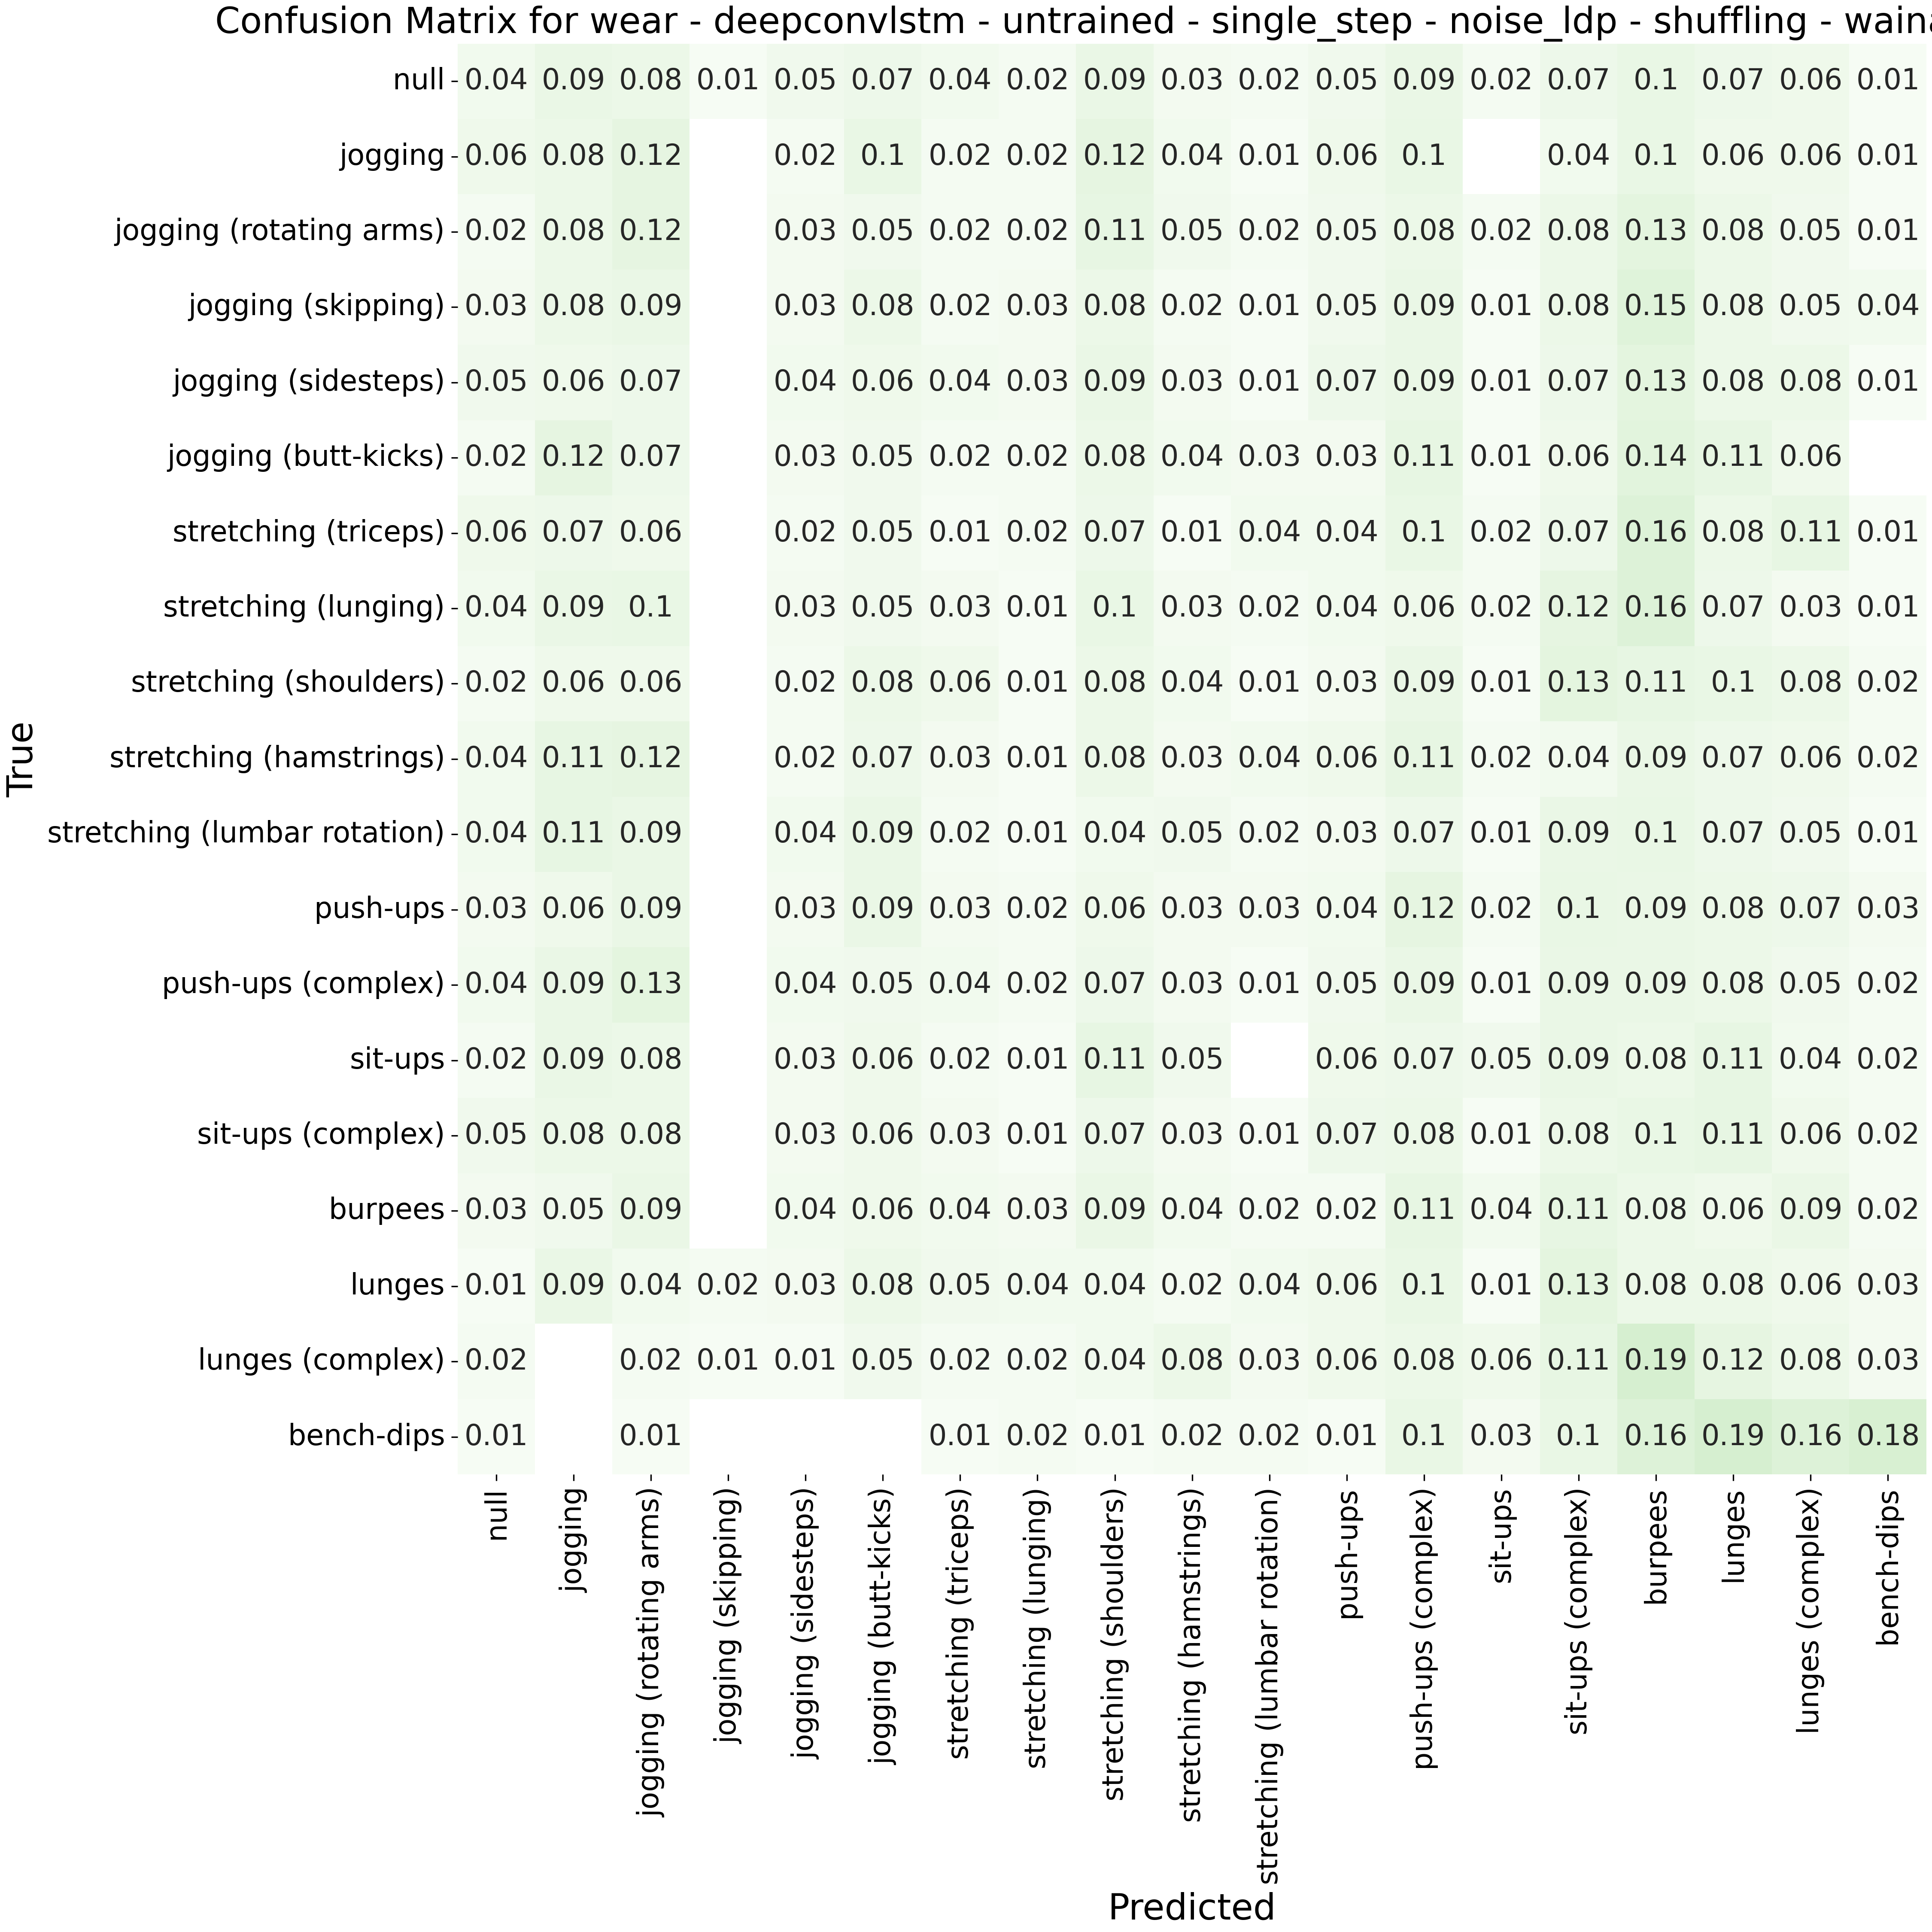 Confusion Matrix for wear - deepconvlstm - untrained - single_step - noise_ldp - shuffling -
null 0.04 0.09 0.08 0.01 0.05 0.07 0.04 0.02 0.09 0.03 0.02 0.05 0.09 0.02 0.07 0.1 0.07 0.06 0.01
jogging 0.06 0.08 0.12 0.02 0.1 0.02 0.02 0.12 0.04 0.01 0.06 0.1 0.04 0.1 0.06 0.06 0.01
jogging (rotating arms) 0.02 0.08 0.12 0.03 0.05 0.02 0.02 0.11 0.05 0.02 0.05 0.08 0.02 0.08 0.13 0.08 0.05 0.01
jogging (skipping) 0.03 0.08 0.09 0.03 0.08 0.02 0.03 0.08 0.02 0.01 0.05 0.09 0.01 0.08 0.15 0.08 0.05 0.04
jogging (sidesteps) 0.05 0.06 0.07 0.04 0.06 0.04 0.03 0.09 0.03 0.01 0.07 0.09 0.01 0.07 0.13 0.08 0.08 0.01
jogging (butt-kicks) 0.02 0.12 0.07 0.03 0.05 0.02 0.02 0.08 0.04 0.03 0.03 0.11 0.01 0.06 0.14 0.11 0.06
stretching (triceps) 0.06 0.07 0.06 0.02 0.05 0.01 0.02 0.07 0.01 0.04 0.04 0.1 0.02 0.07 0.16 0.08 0.11 0.01
stretching (lunging) 0.04 0.09 0.1 0.03 0.05 0.03 0.01 0.1 0.03 0.02 0.04 0.06 0.02 0.12 0.16 0.07 0.03 0.01
stretching (shoulders) 0.02 0.06 0.06 0.02 0.08 0.06 0.01 0.08 0.04 0.01 0.03 0.09 0.01 0.13 0.11 0.1 0.08 0.02
stretching (hamstrings) 0.04 0.11 0.12 0.02 0.07 0.03 0.01 0.08 0.03 0.04 0.06 0.11 0.02 0.04 0.09 0.07 0.06 0.02
stretching (lumbar rotation) 0.04 0.11 0.09 0.04 0.09 0.02 0.01 0.04 0.05 0.02 0.03 0.07 0.01 0.09 0.1 0.07 0.05 0.01
push-ups 0.03 0.06 0.09 0.03 0.09 0.03 0.02 0.06 0.03 0.03 0.04 0.12 0.02 0.1 0.09 0.08 0.07 0.03
push-ups (complex) 0.04 0.09 0.13 0.04 0.05 0.04 0.02 0.07 0.03 0.01 0.05 0.09 0.01 0.09 0.09 0.08 0.05 0.02
sit-ups 0.02 0.09 0.08 0.03 0.06 0.02 0.01 0.11 0.05 0.06 0.07 0.05 0.09 0.08 0.11 0.04 0.02
sit-ups (complex) 0.05 0.08 0.08 0.03 0.06 0.03 0.01 0.07 0.03 0.01 0.07 0.08 0.01 0.08 0.1 0.11 0.06 0.02
burpees 0.03 0.05 0.09 0.04 0.06 0.04 0.03 0.09 0.04 0.02 0.02 0.11 0.04 0.11 0.08 0.06 0.09 0.02
lunges 0.01 0.09 0.04 0.02 0.03 0.08 0.05 0.04 0.04 0.02 0.04 0.06 0.1 0.01 0.13 0.08 0.08 0.06 0.03
lunges (complex) 0.02 0.02 0.01 0.01 0.05 0.02 0.02 0.04 0.08 0.03 0.06 0.08 0.06 0.11 0.19 0.12 0.08 0.03
bench-dips 0.01 0.01 0.01 0.02 0.01 0.02 0.02 0.01 0.1 0.03 0.1 0.16 0.19 0.16 0.18
True
null
jogging
jogging (rotating arms)
jogging (skipping)
jogging (sidesteps)
jogging (butt-kicks)
stretching (triceps)
stretching (lunging)
stretching (shoulders)
stretching (hamstrings)
stretching (lumbar rotation)
push-ups
push-ups (complex)
sit-ups
sit-ups (complex)
burpees
lunges
lunges (complex)
bench-dips
Predicted